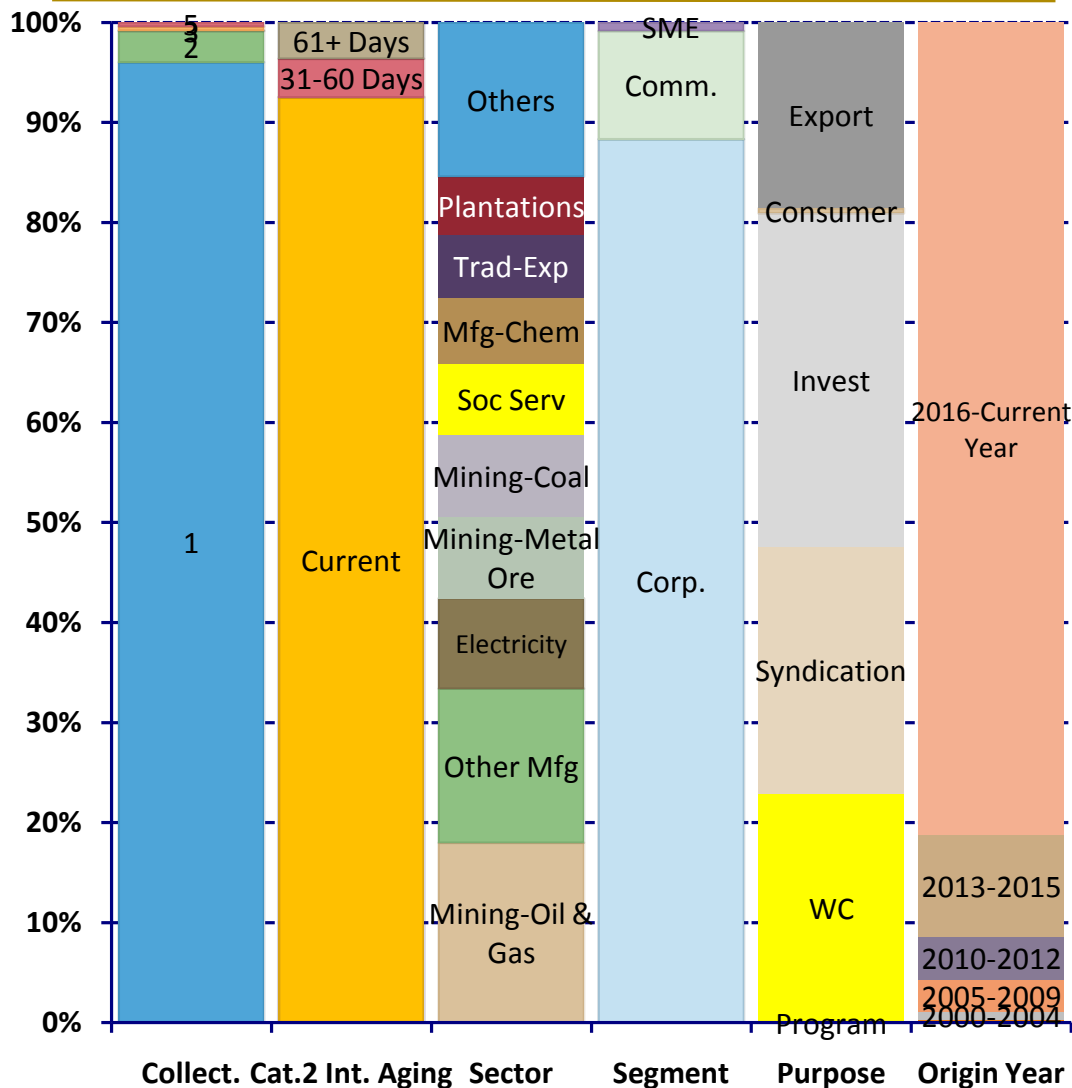 100%
90%
80%
70%
60%
50%
40%
30%
20%
10%
0%
5
2
1
61+ Days
31-60 Days
Current
Others
Plantations
Trad-Exp
Mfg-Chem
Soc Serv
Mining-Coal
Mining-Metal
Ore
Electricity
Other Mfg
Mining-Oil &
Gas
SME
Comm.
Corp.
Export
Consumer
Invest
Syndication
WC
Program
2016-Current
Year
2013-2015
2010-2012
2005-2009
2000-2004
Collect. Cat.2 Int. Aging Sector Segment Purpose Origin Year